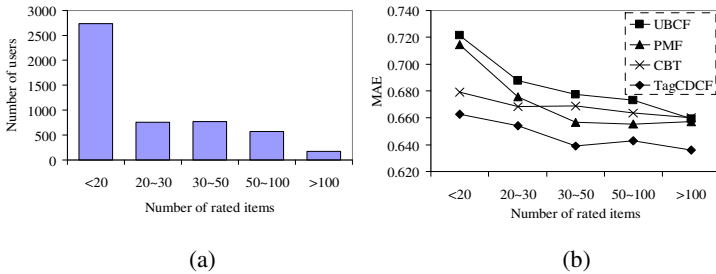 3000
2500
2000
1500
1000
500
0
Number of users
<20 20~30 30~50 50~100 >100
Number of rated items
(a)
0.740
0.720
0.700
0.680
0.660
0.640
0.620
MAE
UBCF
PMF
CBT
TagCDCF
<20 20~30 30~50 50~100 >100
Number of rated items
(b)